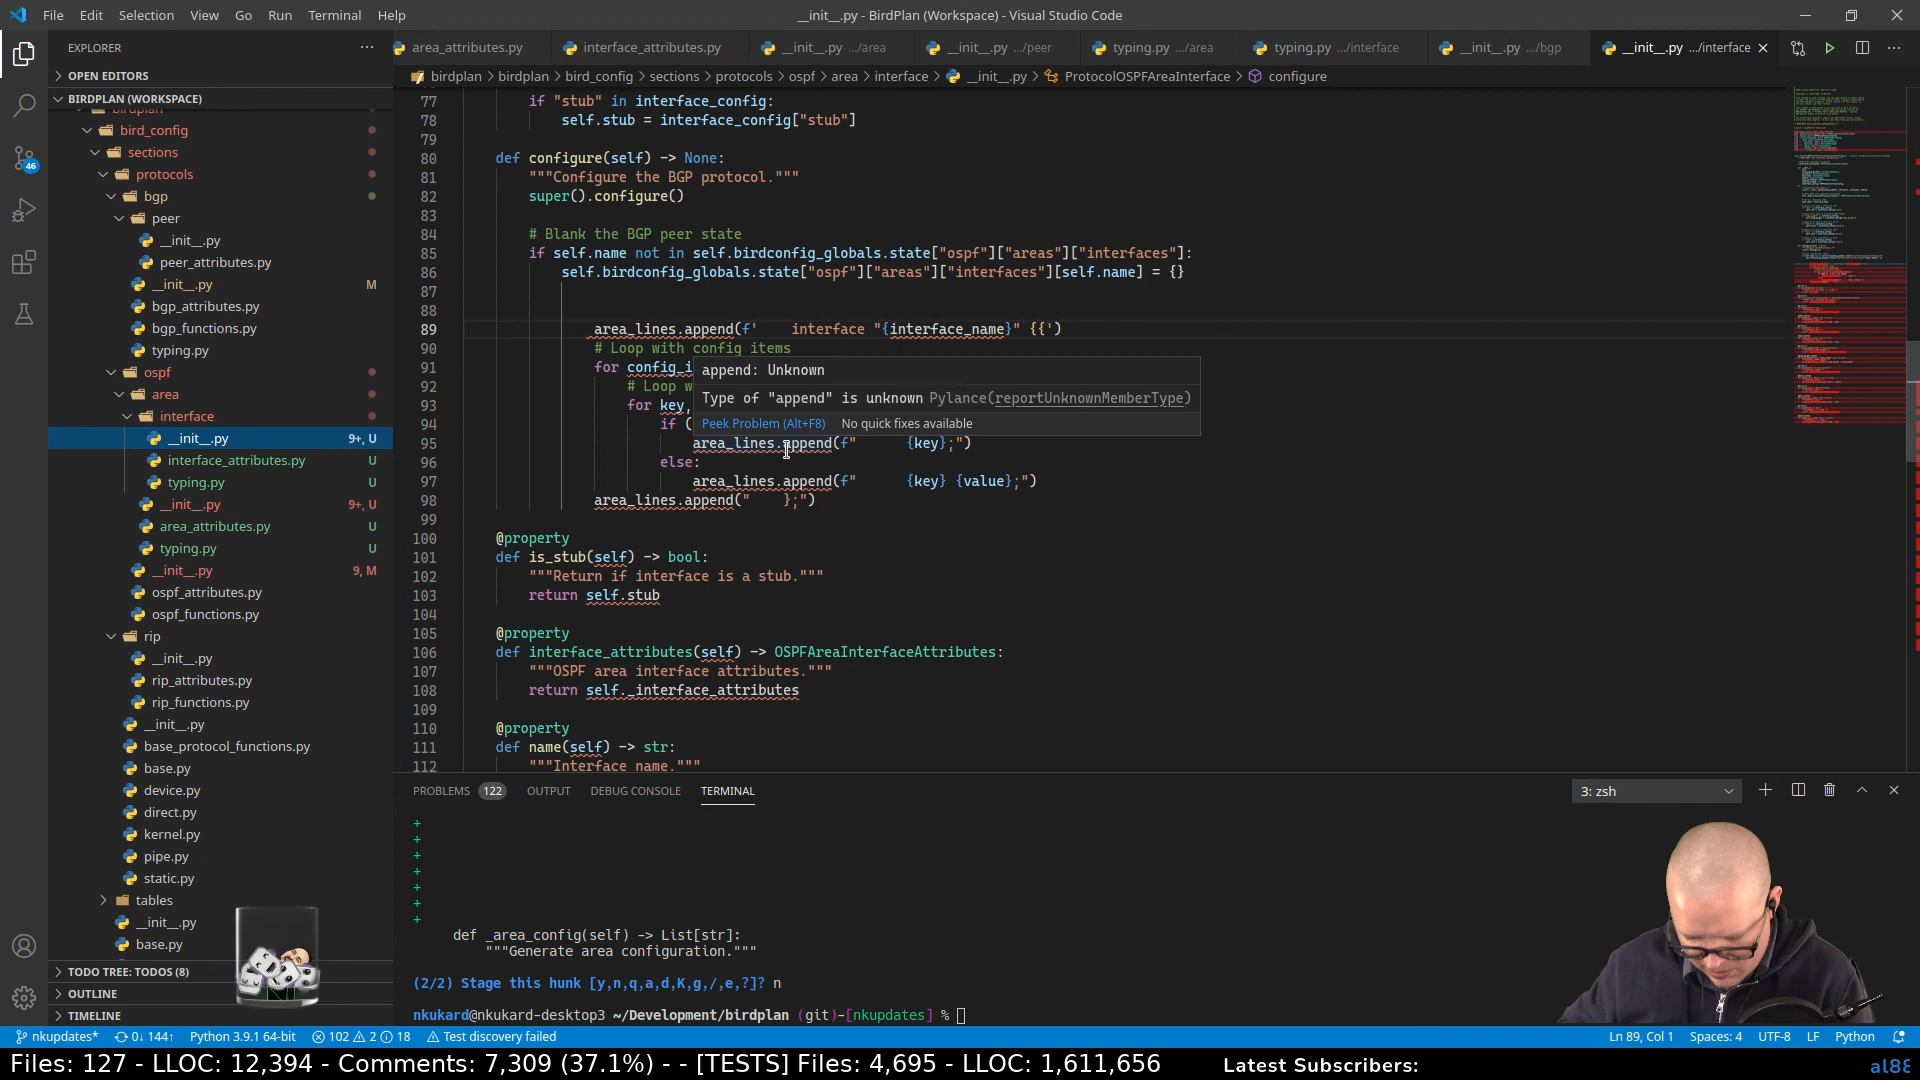 File Edit Selection View Go Run Terminal Help
__init__.py - BirdPlan (Workspace) - Visual Studio Code
EXPLORER
area_attributes.py interface_attributes.py __init__.py .../area __init__.py .../peer typing.py .../area typing.py .../interface __init__.py .../bgp __init__.py .../interface
OPEN EDITORS
BIRDPLAN (WORKSPACE)
birdplan > birdplan > bird_config > sections > protocols > ospf > area > interface > __init__.py > ProtocolOSPFAreaInterface > configure
birdplan
bird_config
sections
protocols
bgp
peer
__init__.py
peer_attributes.py
__init__.py M
bgp_attributes.py
bgp_functions.py
typing.py
ospf
area
interface
__init__.py 9+, U
interface_attributes.py U
typing.py U
__init__.py 9+, U
area_attributes.py U
typing.py U
__init__.py 9, M
ospf_attributes.py
ospf_functions.py
rip
__init__.py
rip_attributes.py
rip_functions.py
__init__.py
base_protocol_functions.py
base.py
device.py
direct.py
kernel.py
pipe.py
static.py
tables
__init__.py
base.py
TODO TREE: TODOS (8)
OUTLINE
TIMELINE
46
77 if "stub" in interface_config:
78 self.stub = interface_config["stub"]
79
80 def configure(self) -> None:
81 """Configure the BGP protocol."""
82 super().configure()
83
84 # Blank the BGP peer state
85 if self.name not in self.birdconfig_globals.state["ospf"]["areas"]["interfaces"]:
86 self.birdconfig_globals.state["ospf"]["areas"]["interfaces"][self.name] = {}
87
88
89 area_lines.append(f'    interface "{interface_name}" {{')
90 # Loop with config items
91 for config_i
92 # Loop w
93 for key,
94 if (
95 area_lines.append(f"      {key};")
96 else:
97 area_lines.append(f"      {key} {value};")
98 area_lines.append("    };")
99
100 @property
101 def is_stub(self) -> bool:
102 """Return if interface is a stub."""
103 return self.stub
104
105 @property
106 def interface_attributes(self) -> OSPFAreaInterfaceAttributes:
107 """OSPF area interface attributes."""
108 return self._interface_attributes
109
110 @property
111 def name(self) -> str:
112 """Interface name."""
append: Unknown
Type of "append" is unknown Pylance(reportUnknownMemberType)
Peek Problem (Alt+F8) No quick fixes available
PROBLEMS 122 OUTPUT DEBUG CONSOLE TERMINAL 3: zsh
+
+
+
+
+
+
+
def _area_config(self) -> List[str]:
"""Generate area configuration."""
(2/2) Stage this hunk [y,n,q,a,d,K,g,/,e,?]? n
nkukard@nkukard-desktop3 ~/Development/birdplan (git)-[nkupdates] %
nkupdates* 0↓ 144↑ Python 3.9.1 64-bit 102 2 18 Test discovery failed Ln 89, Col 1 Spaces: 4 UTF-8 LF Python
Files: 127 - LLOC: 12,394 - Comments: 7,309 (37.1%) - - [TESTS] Files: 4,695 - LLOC: 1,611,656 Latest Subscribers: al88